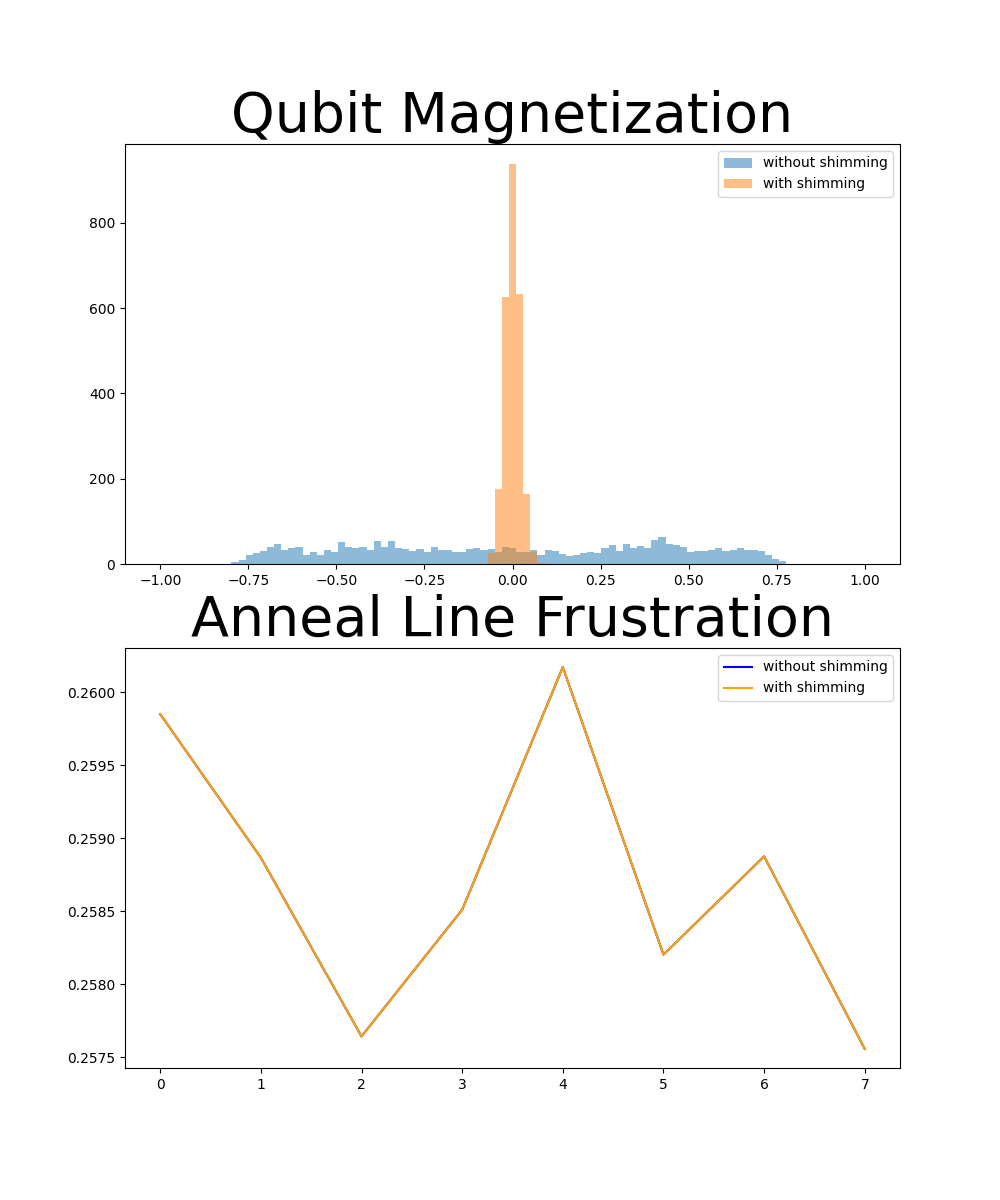 Qubit Magnetization
without shimming
with shimming
800
600
400
200
0
−1.00 −0.75 −0.50 −0.25 0.00 0.25 0.50 0.75 1.00
Anneal Line Frustration
without shimming
with shimming
0.2600
0.2595
0.2590
0.2585
0.2580
0.2575
0 1 2 3 4 5 6 7